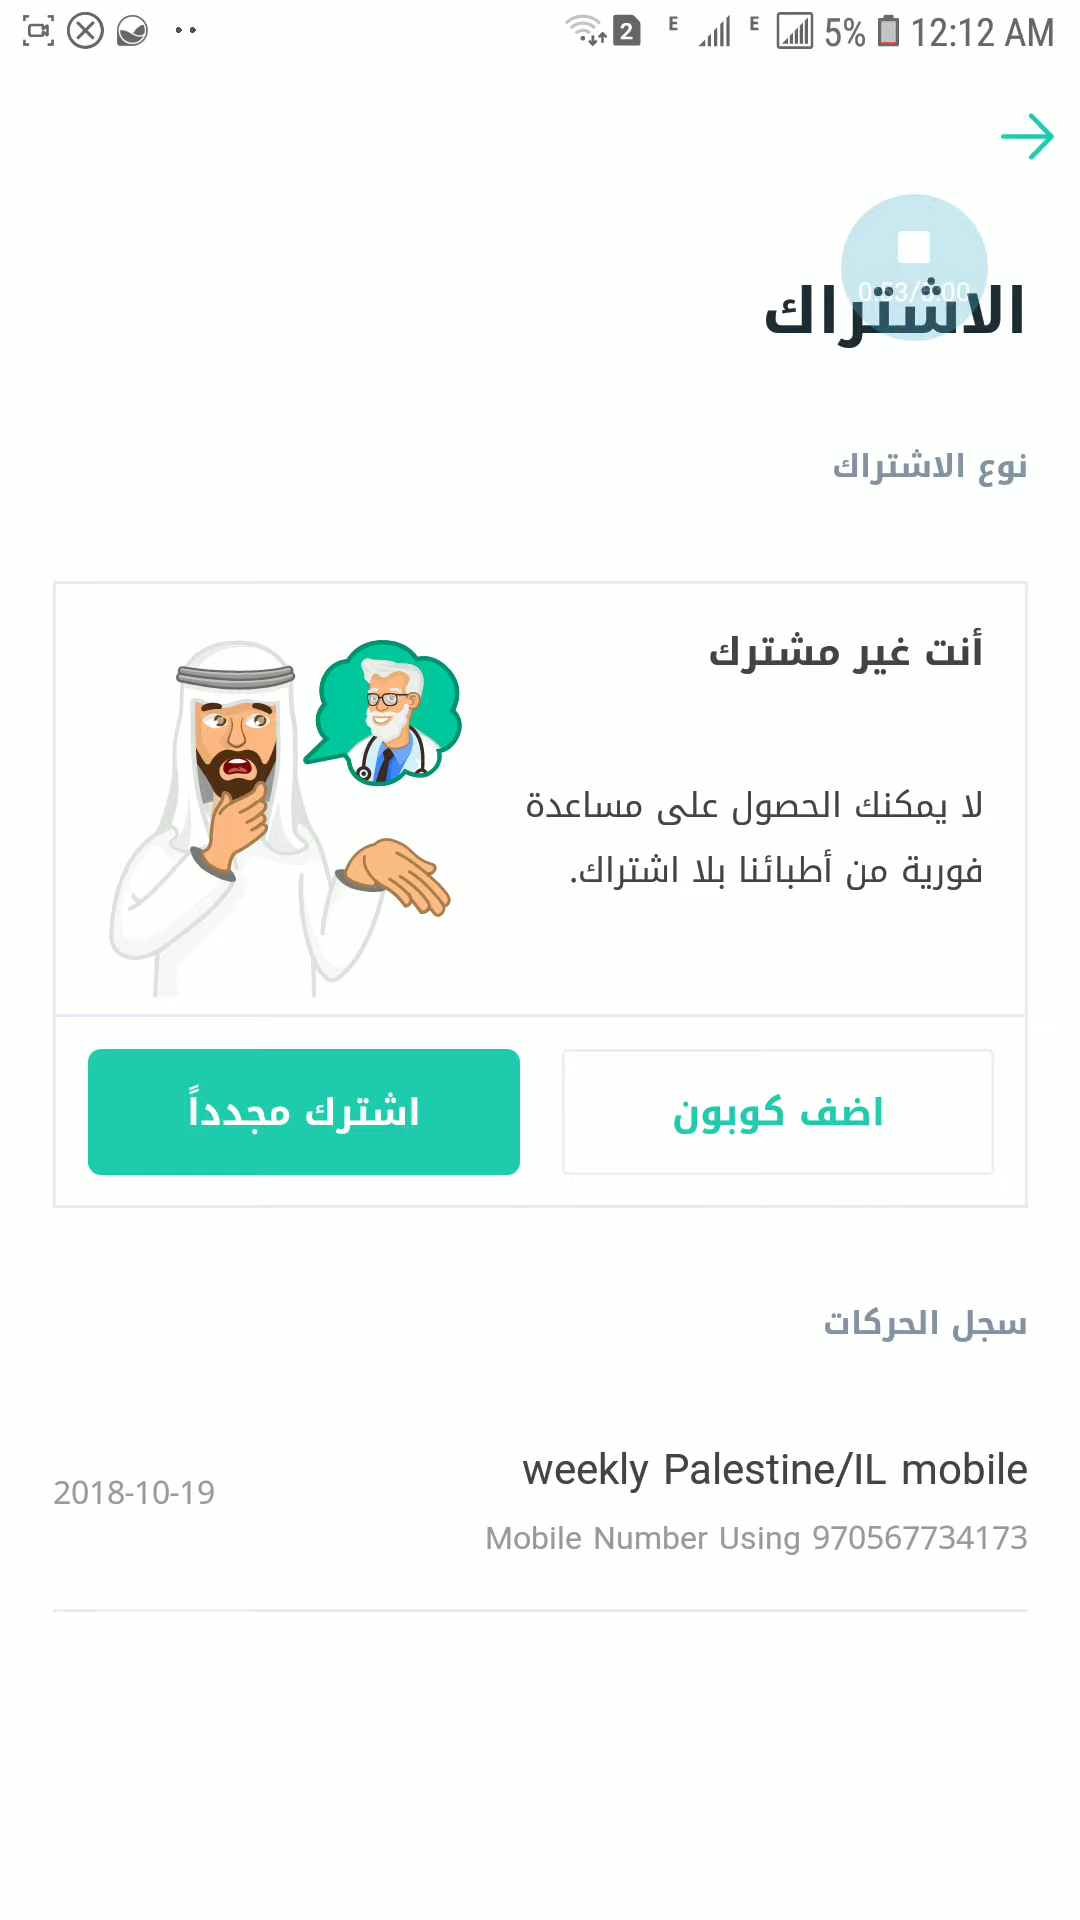 2 E E 5% 12:12 AM
الاشتراك
نوع الاشتراك
أنت غير مشترك
لا يمكنك الحصول على مساعدة
فورية من أطبائنا بلا اشتراك.
اضف كوبون
اشترك مجدداً
سجل الحركات
weekly Palestine/IL mobile
2018-10-19
Mobile Number Using 970567734173